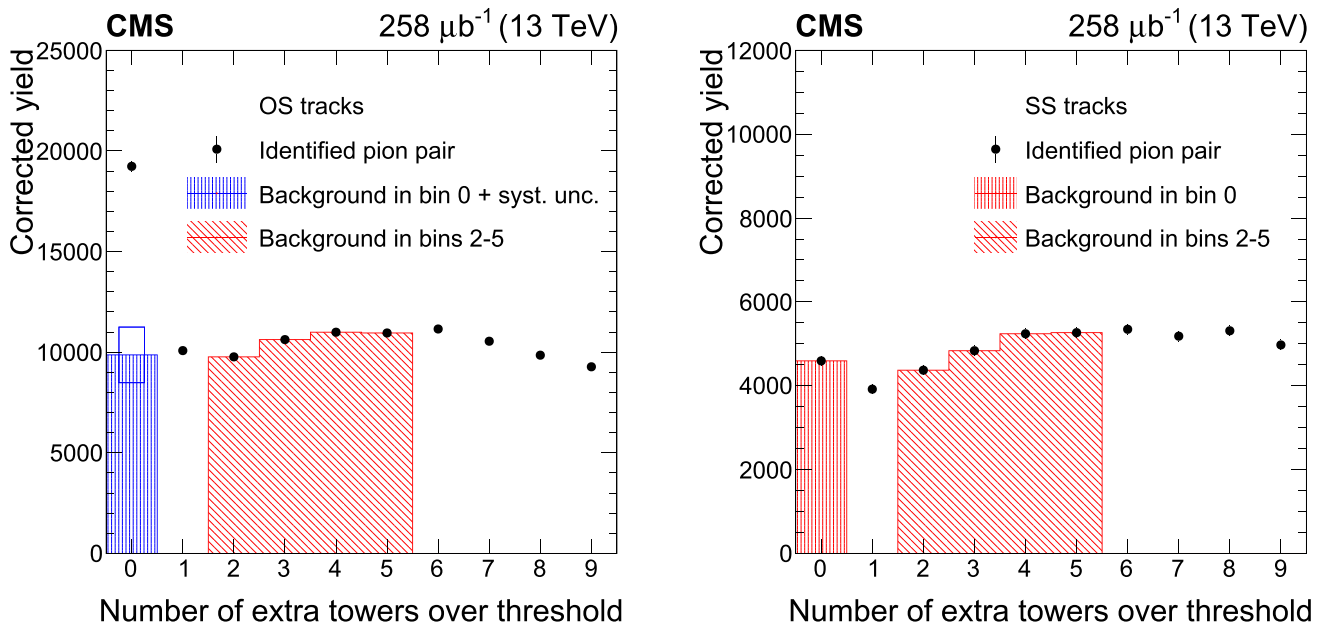 CMS 258 μb⁻¹ (13 TeV)
Corrected yield
25000
20000
15000
10000
5000
0
OS tracks
Identified pion pair
Background in bin 0 + syst. unc.
Background in bins 2-5
0 1 2 3 4 5 6 7 8 9
Number of extra towers over threshold
CMS 258 μb⁻¹ (13 TeV)
Corrected yield
12000
10000
8000
6000
4000
2000
0
SS tracks
Identified pion pair
Background in bin 0
Background in bins 2-5
0 1 2 3 4 5 6 7 8 9
Number of extra towers over threshold